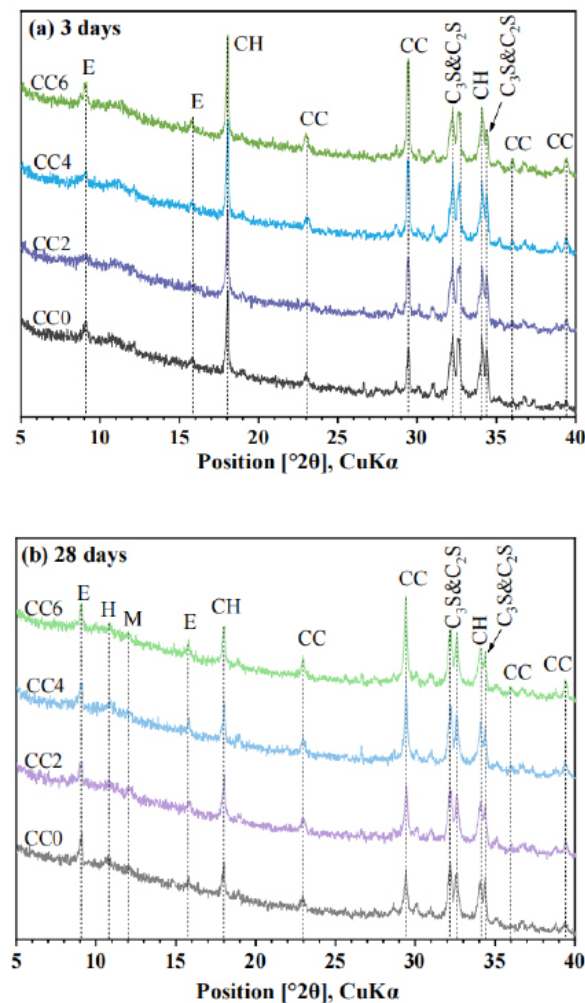 (a) 3 days
E
E
CH
CC
CC
C₃S&C₂S
CH
C₃S&C₂S
CC
CC
CC6
CC4
CC2
CC0
5 10 15 20 25 30 35 40
Position [°2θ], CuKα
(b) 28 days
E
H
M
E
CH
CC
CC
C₃S&C₂S
CH
C₃S&C₂S
CC
CC
CC6
CC4
CC2
CC0
5 10 15 20 25 30 35 40
Position [°2θ], CuKα